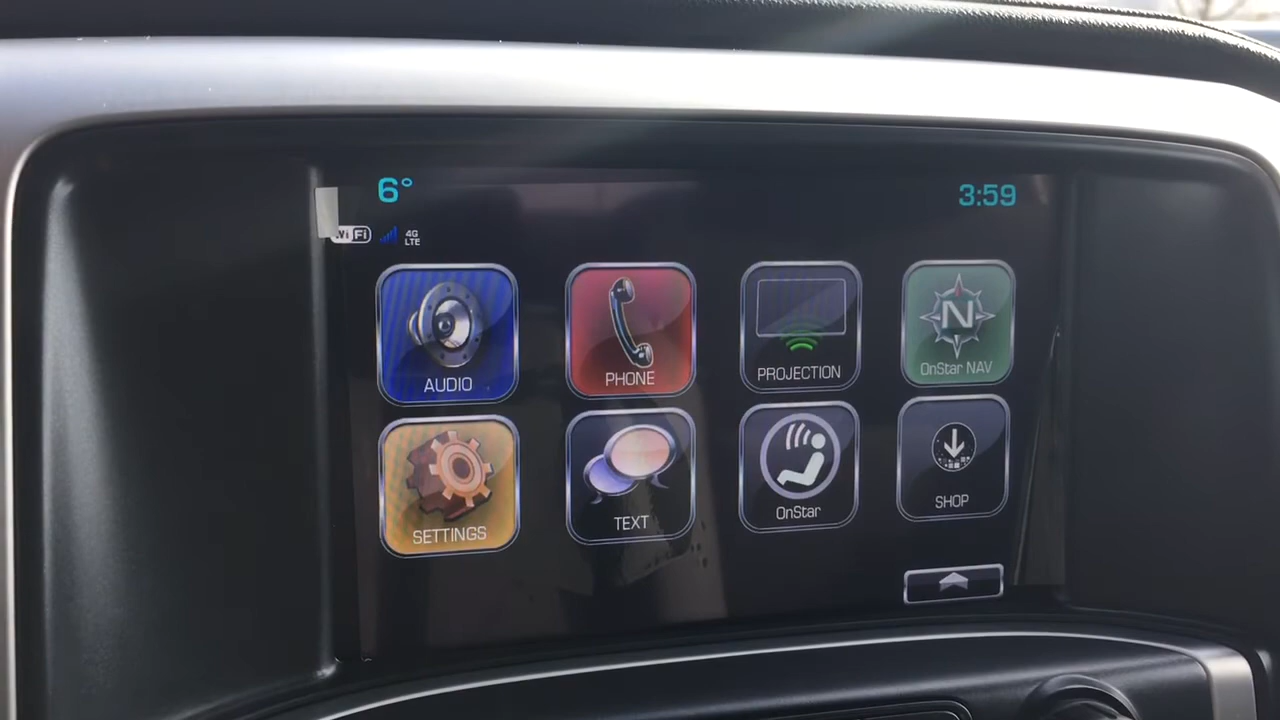 6° 3:59
WiFi 4G LTE
AUDIO PHONE PROJECTION N OnStar NAV
SETTINGS TEXT OnStar SHOP